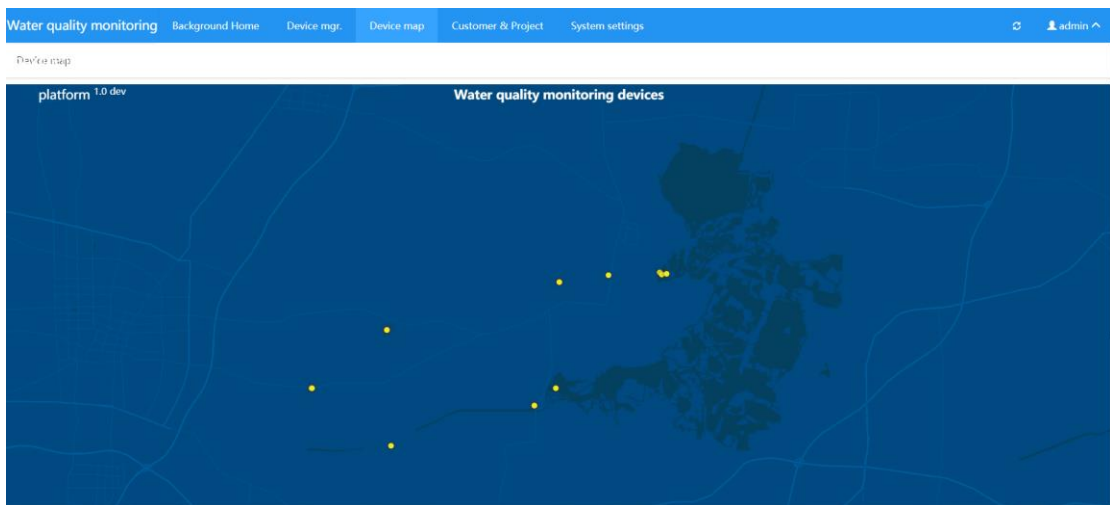 Water quality monitoring Background Home Device mgr. Device map Customer & Project System settings admin
Device map
platform 1.0 dev Water quality monitoring devices